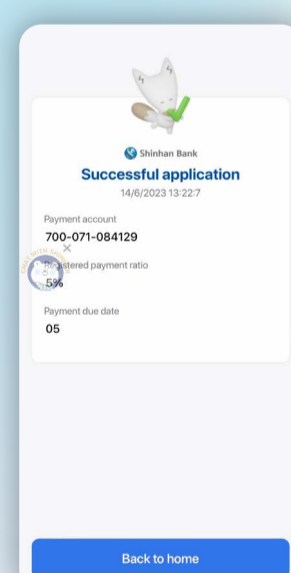 Shinhan Bank
Successful application
14/6/2023 13:22:7
Payment account
700-071-084129
Registered payment ratio
5%
Payment due date
05
Back to home